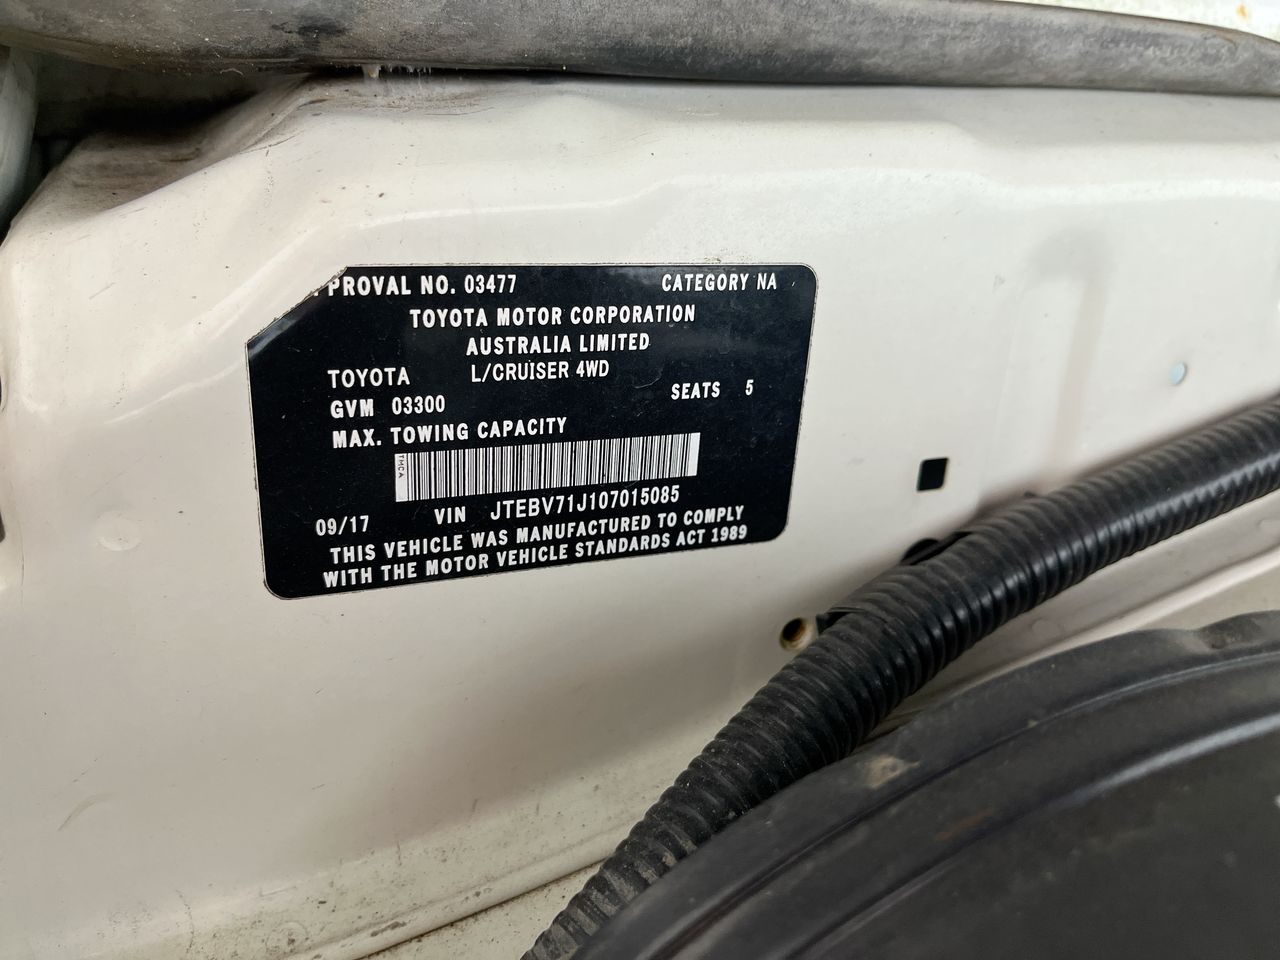 PROVAL NO. 03477 CATEGORY NA
TOYOTA MOTOR CORPORATION
AUSTRALIA LIMITED
TOYOTA L/CRUISER 4WD
GVM 03300 SEATS 5
MAX. TOWING CAPACITY
TMCA
09/17 VIN JTEBV71J107015085
THIS VEHICLE WAS MANUFACTURED TO COMPLY
WITH THE MOTOR VEHICLE STANDARDS ACT 1989